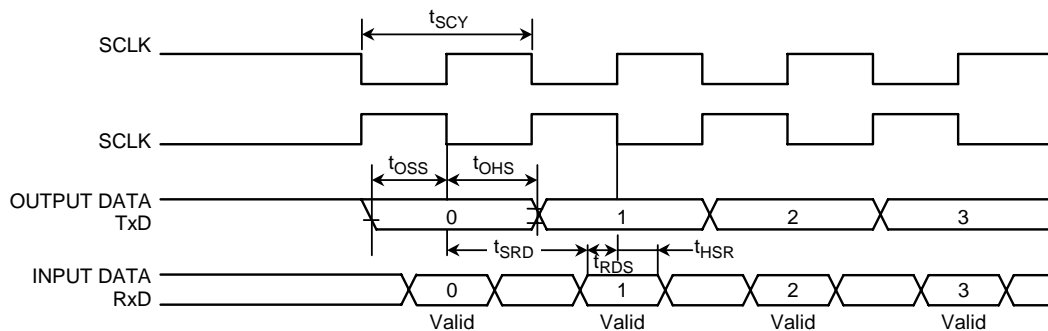 tSCY
SCLK
SCLK
tOSS tOHS
OUTPUT DATA
TxD
0 1 2 3
tSRD tRDS tHSR
INPUT DATA
RxD
0 1 2 3
Valid Valid Valid Valid